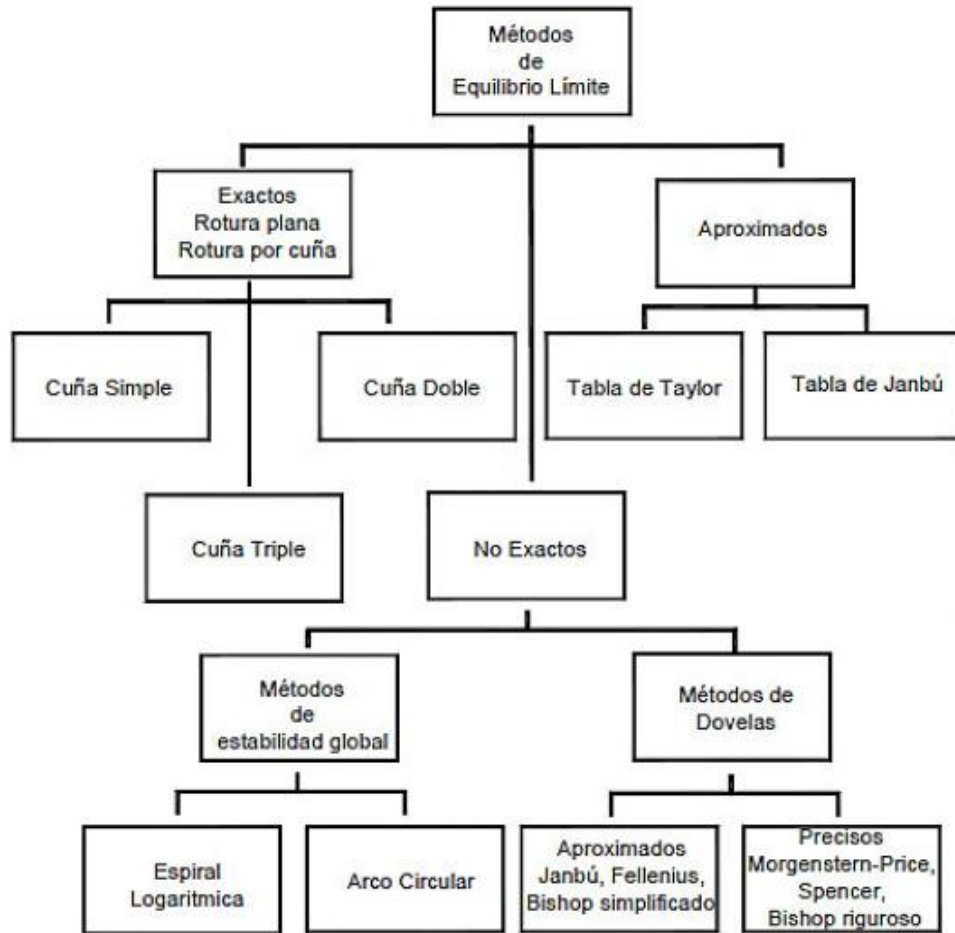 Métodos
de
Equilibrio Límite
Exactos
Rotura plana
Rotura por cuña
Aproximados
Cuña Simple
Cuña Doble
Tabla de Taylor
Tabla de Janbú
Cuña Triple
No Exactos
Métodos
de
estabilidad global
Métodos de
Dovelas
Espiral
Logaritmica
Arco Circular
Aproximados
Janbú, Fellenius,
Bishop simplificado
Precisos
Morgenstern-Price,
Spencer,
Bishop riguroso